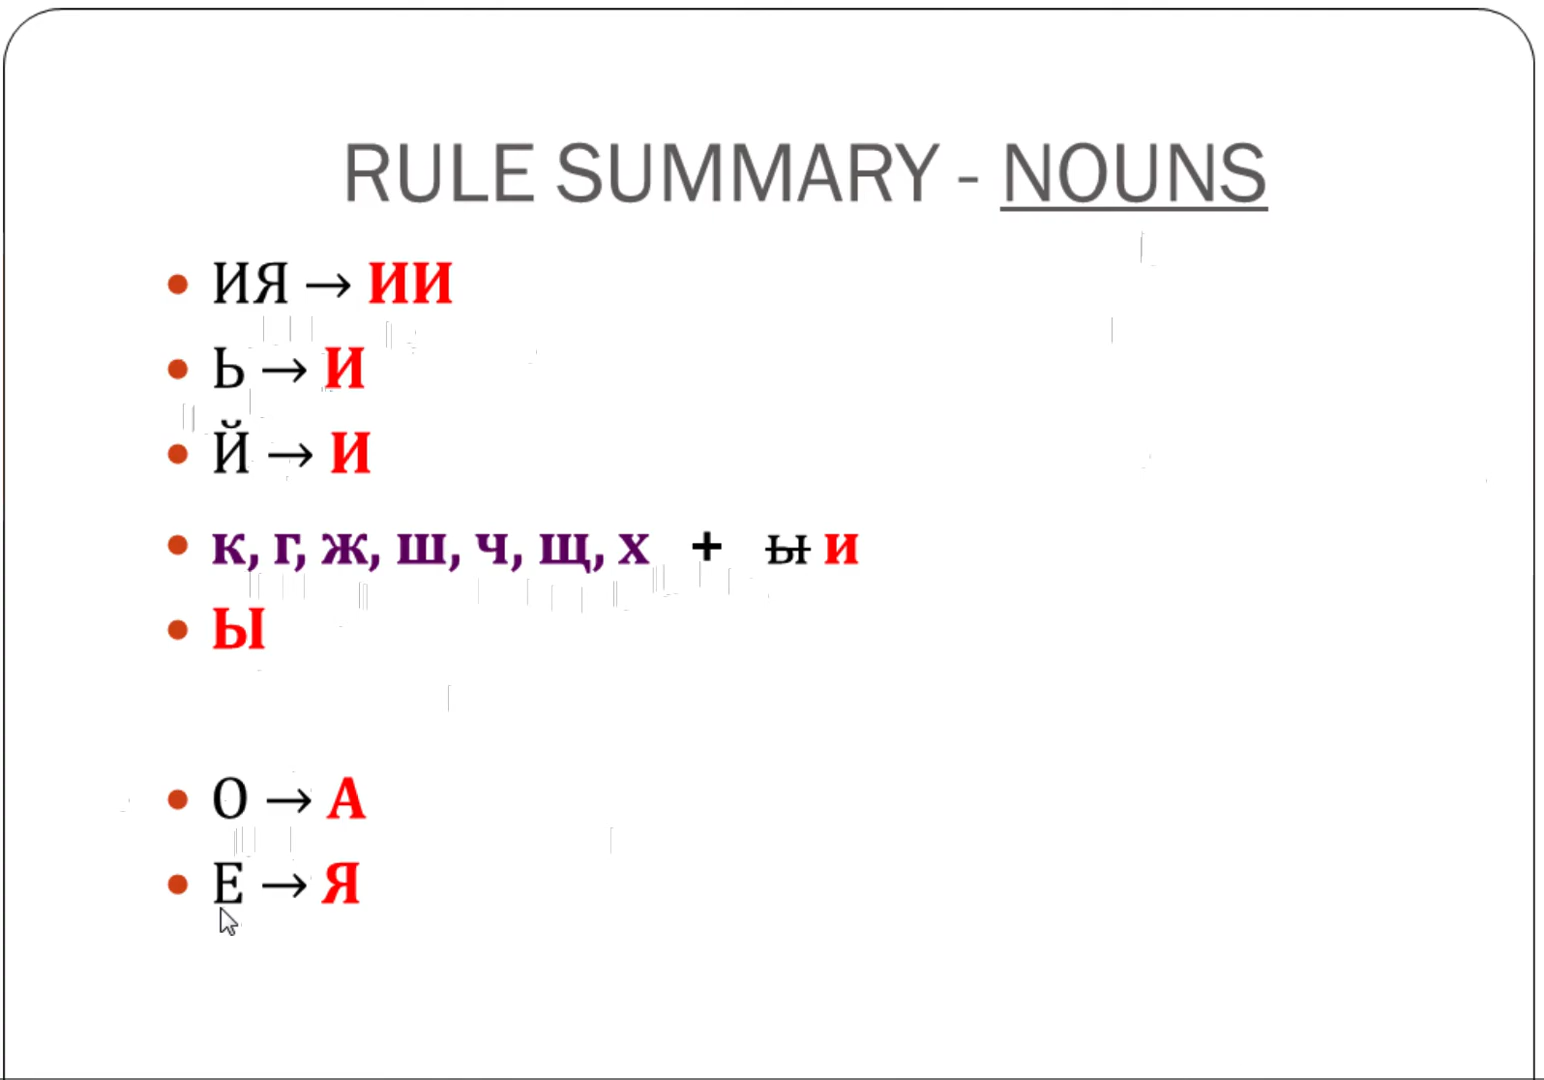 RULE SUMMARY - NOUNS
• ИЯ → ИИ
• Ь → И
• Й → И
• к, г, ж, ш, ч, щ, х + ы и
• Ы
• О → А
• Е → Я